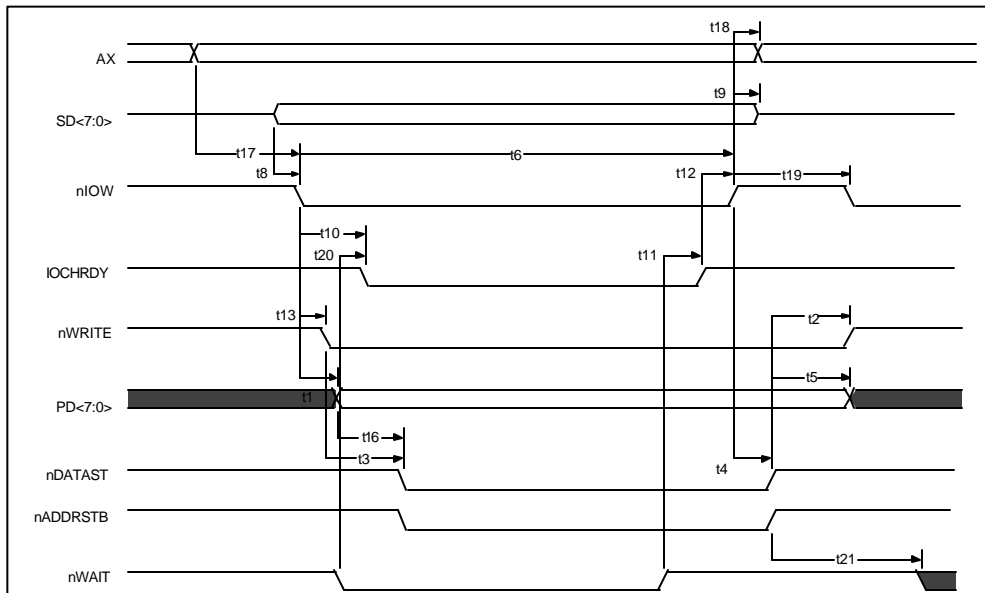 t18
AX
t9
SD<7:0>
t17
t6
t8
t12
t19
nIOW
t10
t20
t11
IOCHRDY
t13
t2
nWRITE
t5
t1
PD<7:0>
t16
t3
t4
nDATAST
nADDRSTB
t21
nWAIT